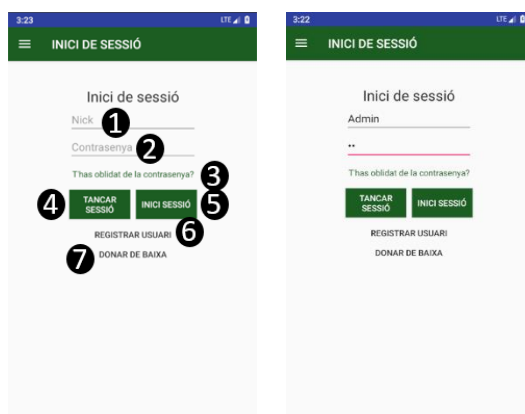 3:23 LTE
INICI DE SESSIÓ
Inici de sessió
Nick 1
Contrasenya 2
T'has oblidat de la contrasenya? 3
4 TANCAR SESSIÓ INICI SESSIÓ 5
REGISTRAR USUARI 6
7 DONAR DE BAIXA
3:22 LTE
INICI DE SESSIÓ
Inici de sessió
Admin
••
T'has oblidat de la contrasenya?
TANCAR SESSIÓ INICI SESSIÓ
REGISTRAR USUARI
DONAR DE BAIXA